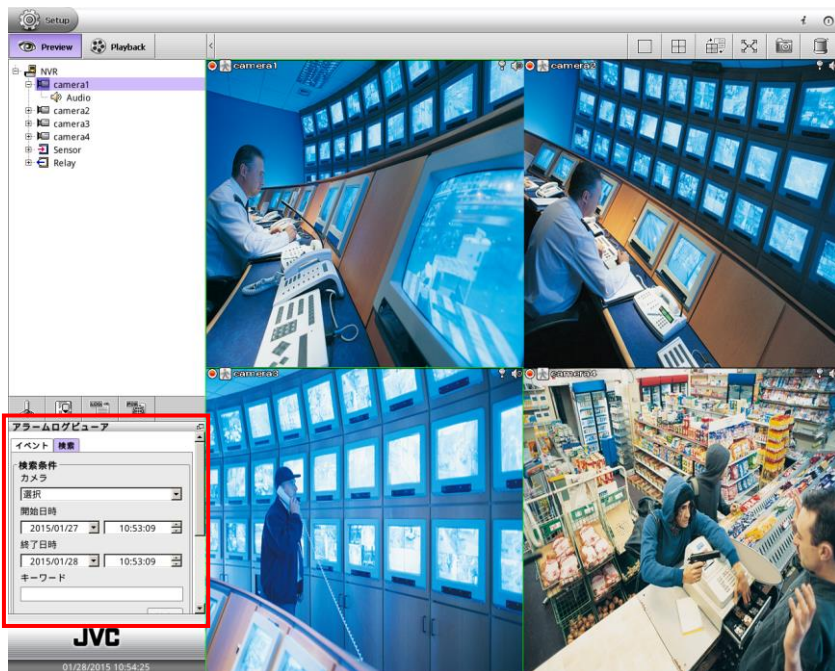 Setup
i
Preview Playback
<
NVR
camera1
Audio
camera2
camera3
camera4
Sensor
Relay
camera1
camera2
camera3
camera4
アラームログビューア
イベント 検索
検索条件
カメラ
選択
開始日時
2015/01/27 10:53:09
終了日時
2015/01/28 10:53:09
キーワード
JVC
01/28/2015 10:54:25